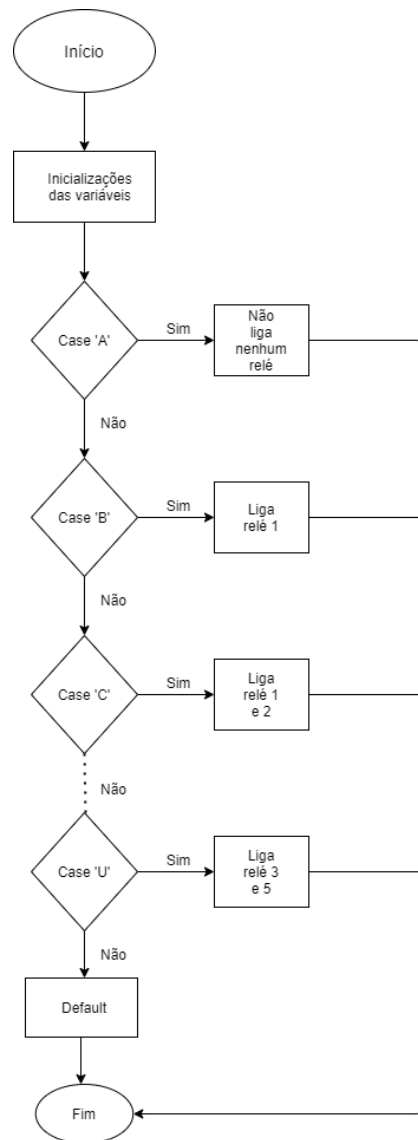 Início
Inicializações
das variáveis
Case 'A'
Sim
Não
liga
nenhum
relé
Não
Case 'B'
Sim
Liga
relé 1
Não
Case 'C'
Sim
Liga
relé 1
e 2
Não
Case 'U'
Sim
Liga
relé 3
e 5
Não
Default
Fim